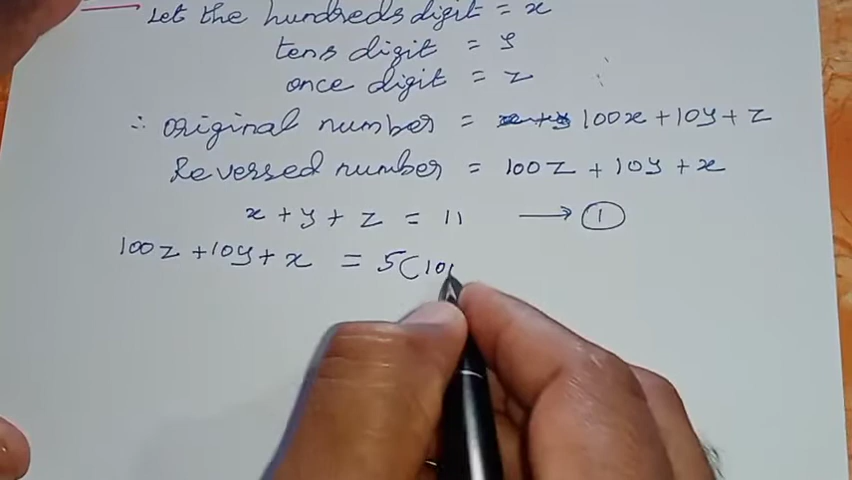 Let the hundreds digit = x
tens digit = y
once digit = z
∴ original number = 100x + 10y + z
Reversed number = 100z + 10y + x
x + y + z = 11 → 1
100z + 10y + x = 5(10